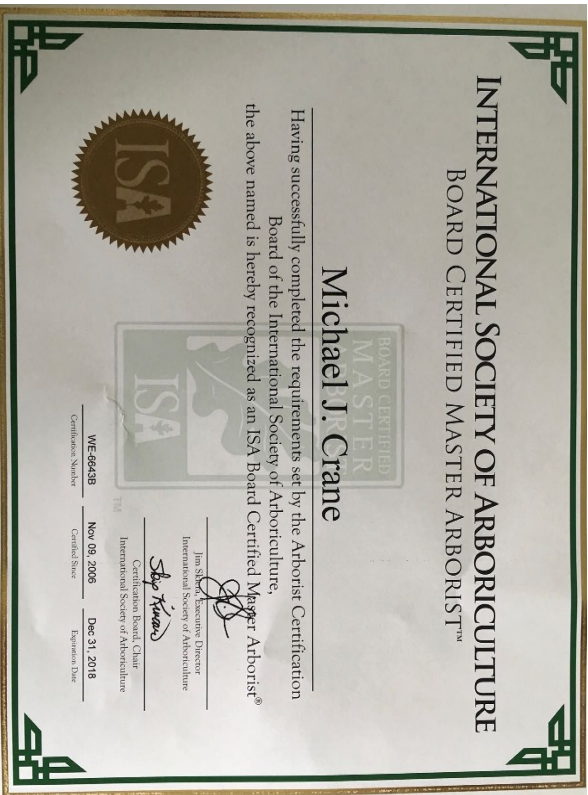 INTERNATIONAL SOCIETY OF ARBORICULTURE
BOARD CERTIFIED MASTER ARBORIST™
Michael J. Crane
Having successfully completed the requirements set by the Arborist Certification
Board of the International Society of Arboriculture,
the above named is hereby recognized as an ISA Board Certified Master Arborist®
BOARD CERTIFIED
MASTER
ARBORIST
ISA
TM
ISA
Executive Director
International Society of Arboriculture
Certification Board, Chair
International Society of Arboriculture
WE-6643B
Certification Number
Nov 09, 2006
Certified Since
Dec 31, 2018
Expiration Date